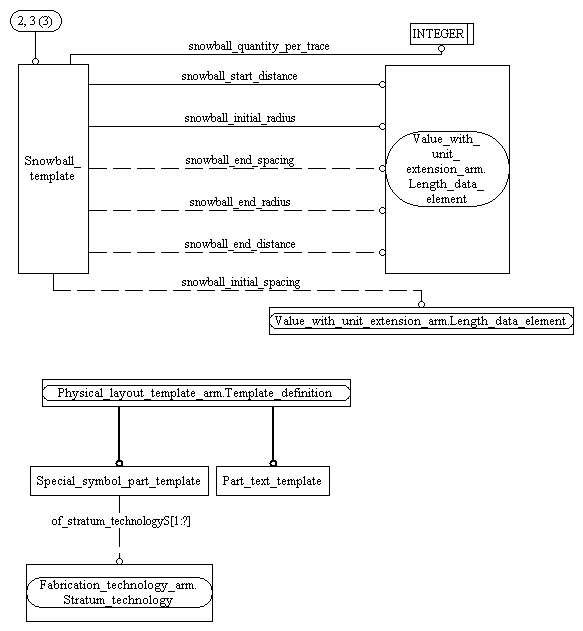 2, 3 (3)
INTEGER
snowball_quantity_per_trace
snowball_start_distance
snowball_initial_radius
Snowball_
template
Value_with_
unit_
extension_arm.
Length_data_
element
snowball_end_spacing
snowball_end_radius
snowball_end_distance
snowball_initial_spacing
Value_with_unit_extension_arm.Length_data_element
Physical_layout_template_arm.Template_definition
Special_symbol_part_template
Part_text_template
of_stratum_technologyS[1:?]
Fabrication_technology_arm.
Stratum_technology